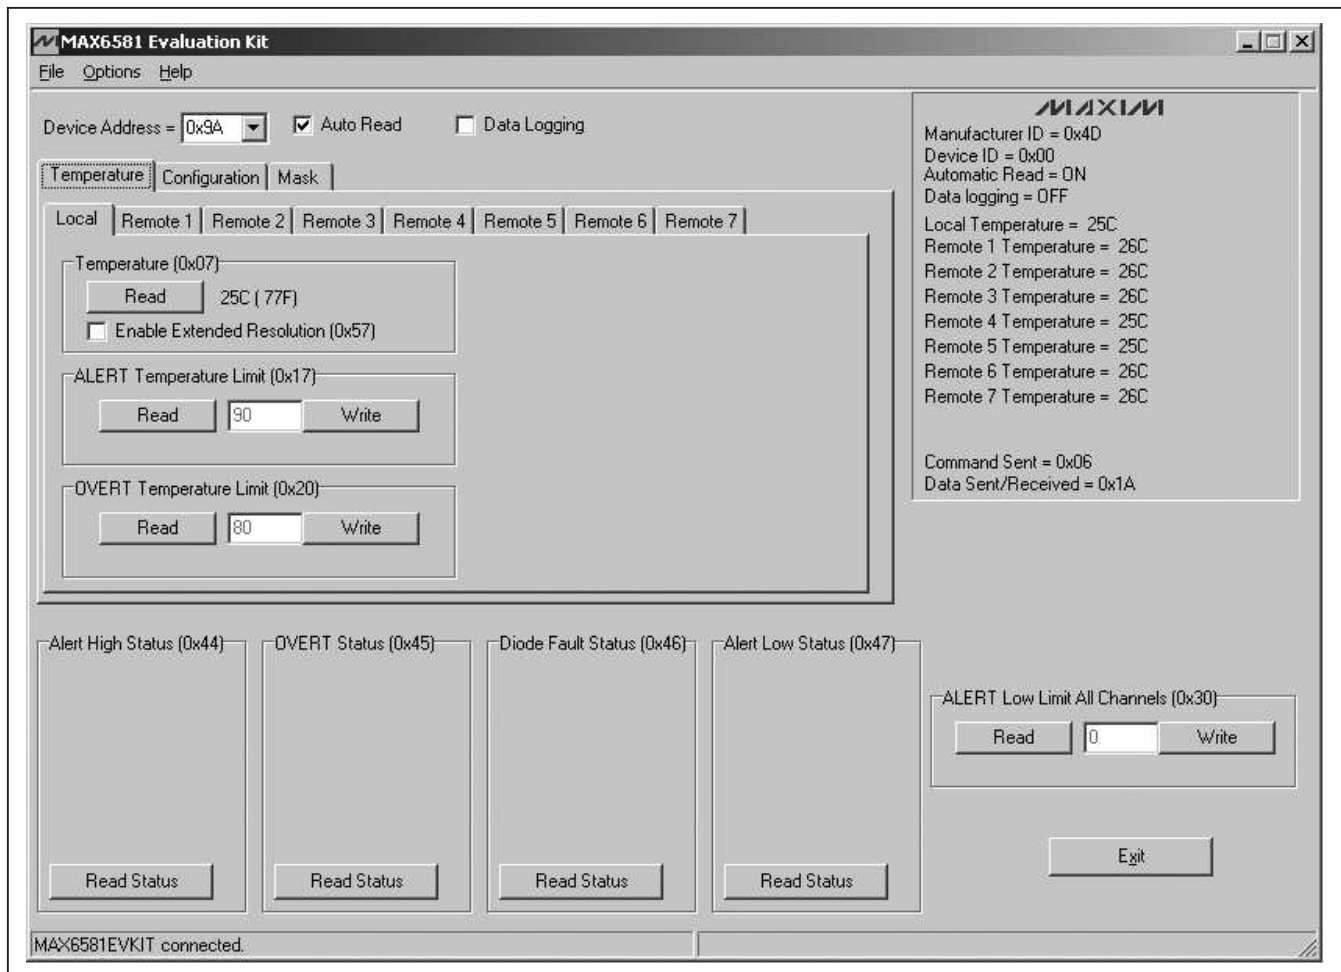 MAX6581 Evaluation Kit
File Options Help
Device Address = 0x9A Auto Read Data Logging
Temperature Configuration Mask
Local Remote 1 Remote 2 Remote 3 Remote 4 Remote 5 Remote 6 Remote 7
Temperature (0x07)
Read 25C ( 77F)
Enable Extended Resolution (0x57)
ALERT Temperature Limit (0x17)
Read 90 Write
OVERT Temperature Limit (0x20)
Read 80 Write
MAXIM
Manufacturer ID = 0x4D
Device ID = 0x00
Automatic Read = ON
Data logging = OFF
Local Temperature = 25C
Remote 1 Temperature = 26C
Remote 2 Temperature = 26C
Remote 3 Temperature = 26C
Remote 4 Temperature = 25C
Remote 5 Temperature = 25C
Remote 6 Temperature = 26C
Remote 7 Temperature = 26C
Command Sent = 0x06
Data Sent/Received = 0x1A
Alert High Status (0x44)
Read Status
OVERT Status (0x45)
Read Status
Diode Fault Status (0x46)
Read Status
Alert Low Status (0x47)
Read Status
ALERT Low Limit All Channels (0x30)
Read 0 Write
Exit
MAX6581EVKIT connected.